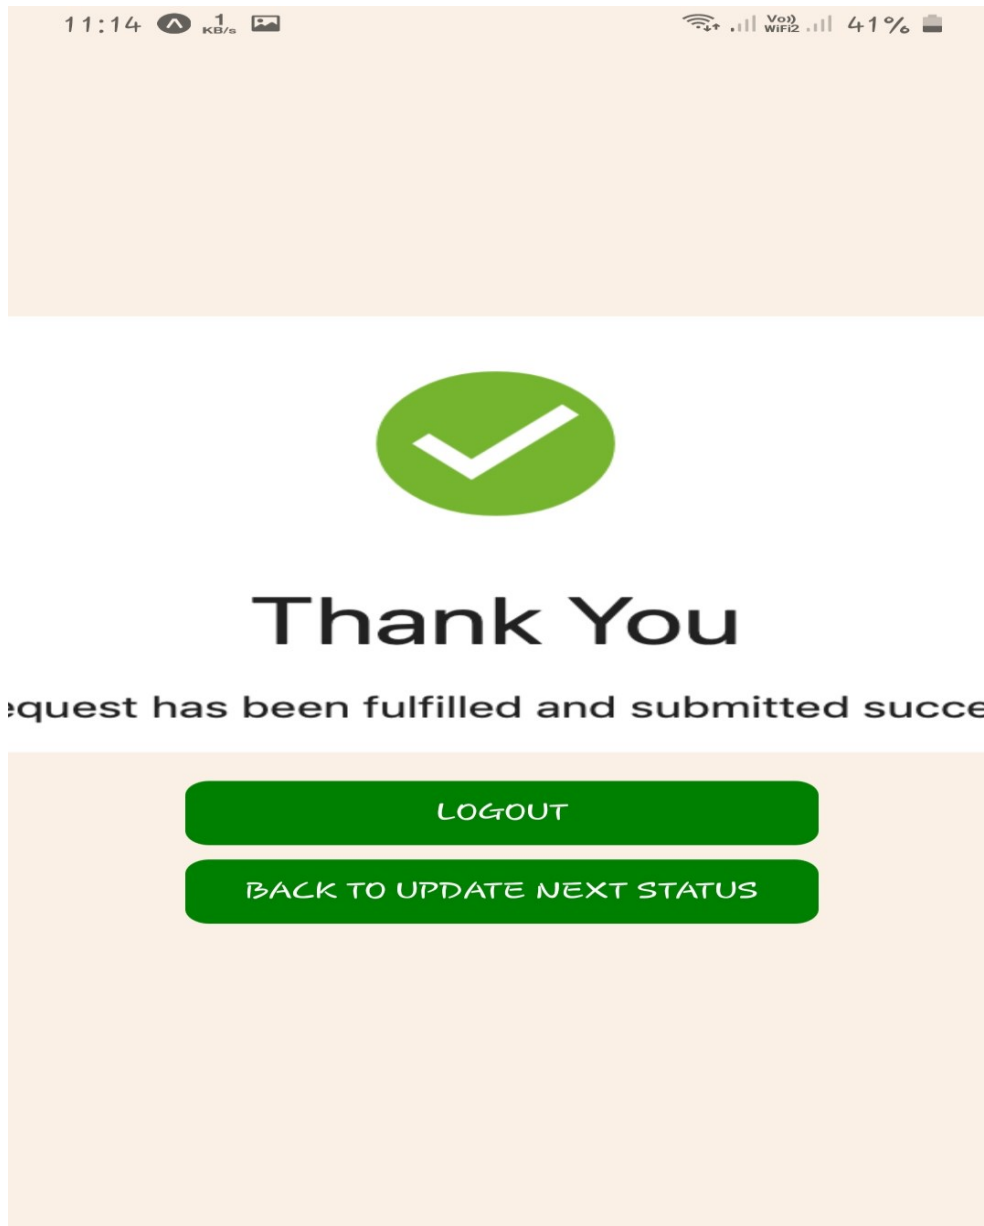 11:14 1 KB/s Vo)) WiFi2 41%
Thank You
equest has been fulfilled and submitted succe
LOGOUT
BACK TO UPDATE NEXT STATUS